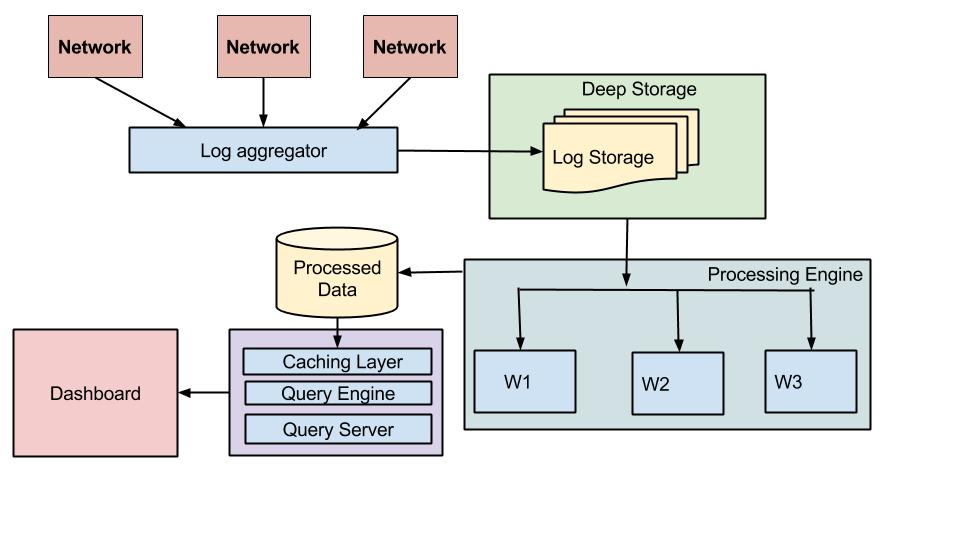 Network
Network
Network
Log aggregator
Deep Storage
Log Storage
Processed
Data
Processing Engine
W1
W2
W3
Caching Layer
Query Engine
Query Server
Dashboard